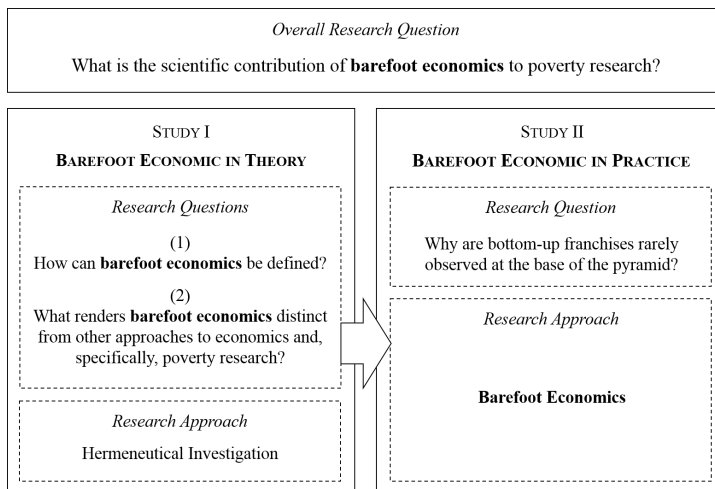 Overall Research Question
What is the scientific contribution of barefoot economics to poverty research?
STUDY I
BAREFOOT ECONOMIC IN THEORY
Research Questions
(1)
How can barefoot economics be defined?
(2)
What renders barefoot economics distinct
from other approaches to economics and,
specifically, poverty research?
Research Approach
Hermeneutical Investigation
STUDY II
BAREFOOT ECONOMIC IN PRACTICE
Research Question
Why are bottom-up franchises rarely
observed at the base of the pyramid?
Research Approach
Barefoot Economics